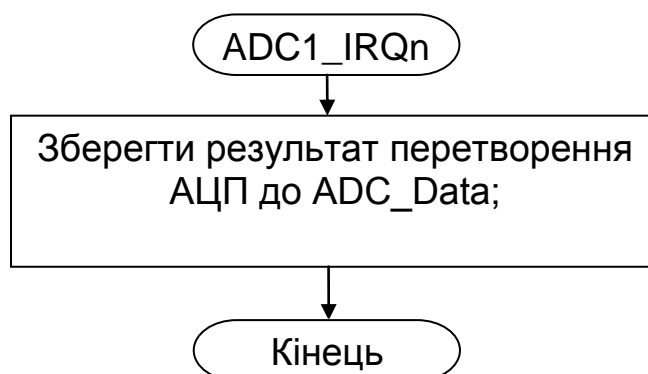 ADC1_IRQn
Зберегти результат перетворення
АЦП до ADC_Data;
Кінець